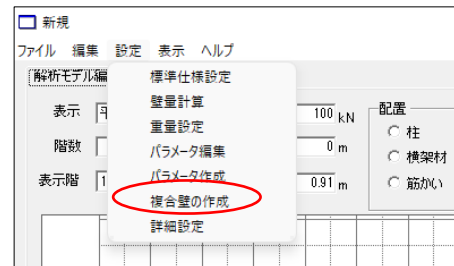 新規
ファイル 編集 設定 表示 ヘルプ
解析モデル編
標準仕様設定
壁量計算
重量設定
パラメータ編集
パラメータ作成
複合壁の作成
詳細設定
表示 平
階数
表示階 1
100 kN
0 m
0.91 m
配置
柱
横架材
筋かい